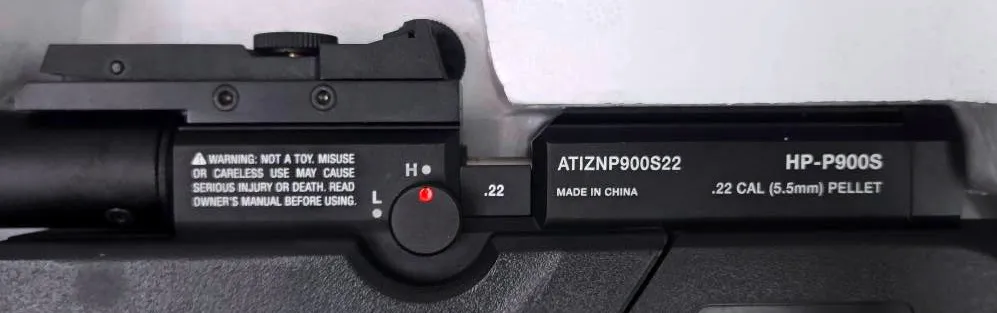 ⚠ WARNING: NOT A TOY. MISUSE
OR CARELESS USE MAY CAUSE
SERIOUS INJURY OR DEATH. READ
OWNER'S MANUAL BEFORE USING.
H
L
.22
ATIZNP900S22
MADE IN CHINA
HP-P900S
.22 CAL (5.5mm) PELLET